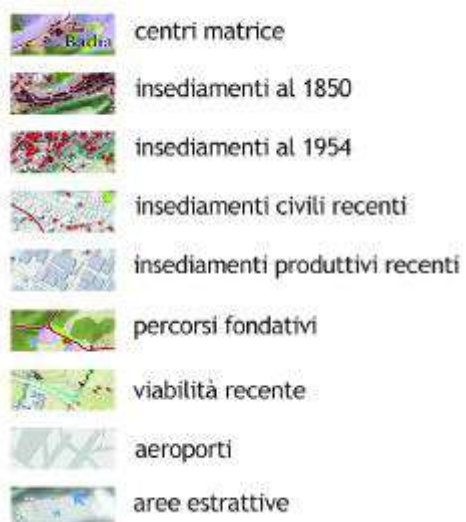 Badia
centri matrice
insediamenti al 1850
insediamenti al 1954
insediamenti civili recenti
insediamenti produttivi recenti
percorsi fondativi
viabilità recente
aeroporti
aree estrattive